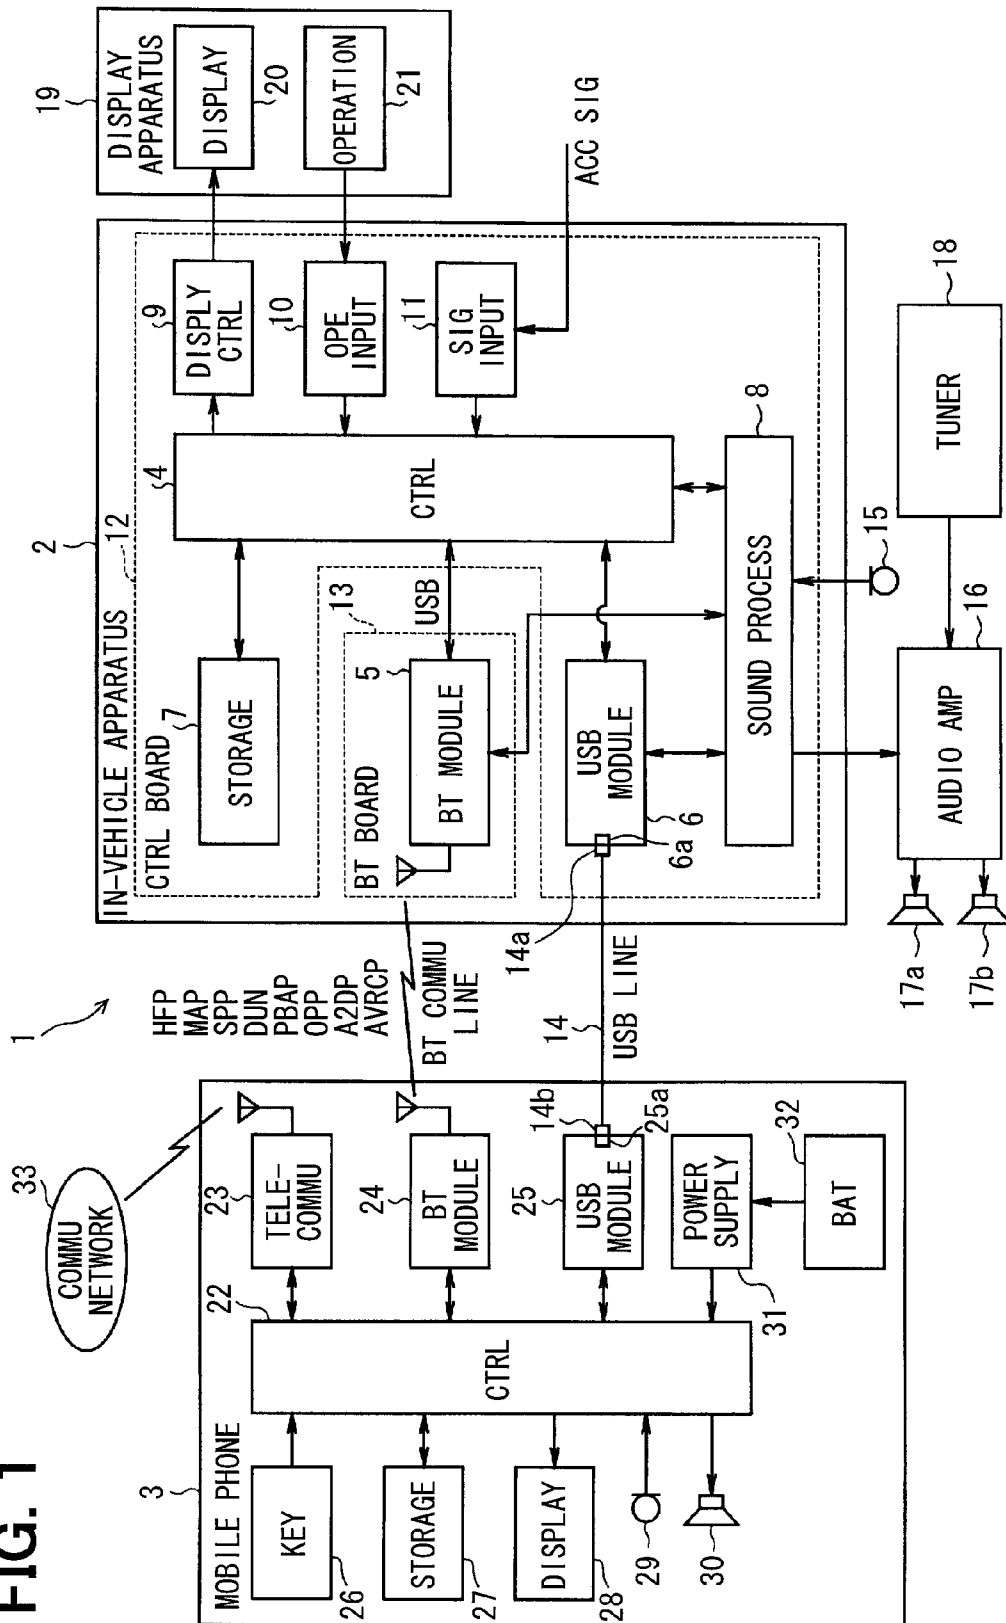 FIG. 1
1
33
COMMU
NETWORK
3
MOBILE PHONE
KEY
26
STORAGE
27
DISPLAY
28
29
30
22
CTRL
23
TELE-
COMMU
24
BT
MODULE
25
USB
MODULE
14b
25a
POWER
SUPPLY
31
32
BAT
HFP
MAP
SPP
DUN
PBAP
OPP
A2DP
AVRCP
BT COMMU
LINE
14
USB LINE
14a
2
IN-VEHICLE APPARATUS
12
CTRL BOARD
7
STORAGE
13
BT BOARD
5
BT MODULE
USB
USB
MODULE
6
6a
4
CTRL
9
DISPLY
CTRL
10
OPE
INPUT
11
SIG
INPUT
ACC SIG
8
SOUND PROCESS
15
16
AUDIO AMP
17a
17b
18
TUNER
19
DISPLAY
APPARATUS
DISPLAY
20
OPERATION
21